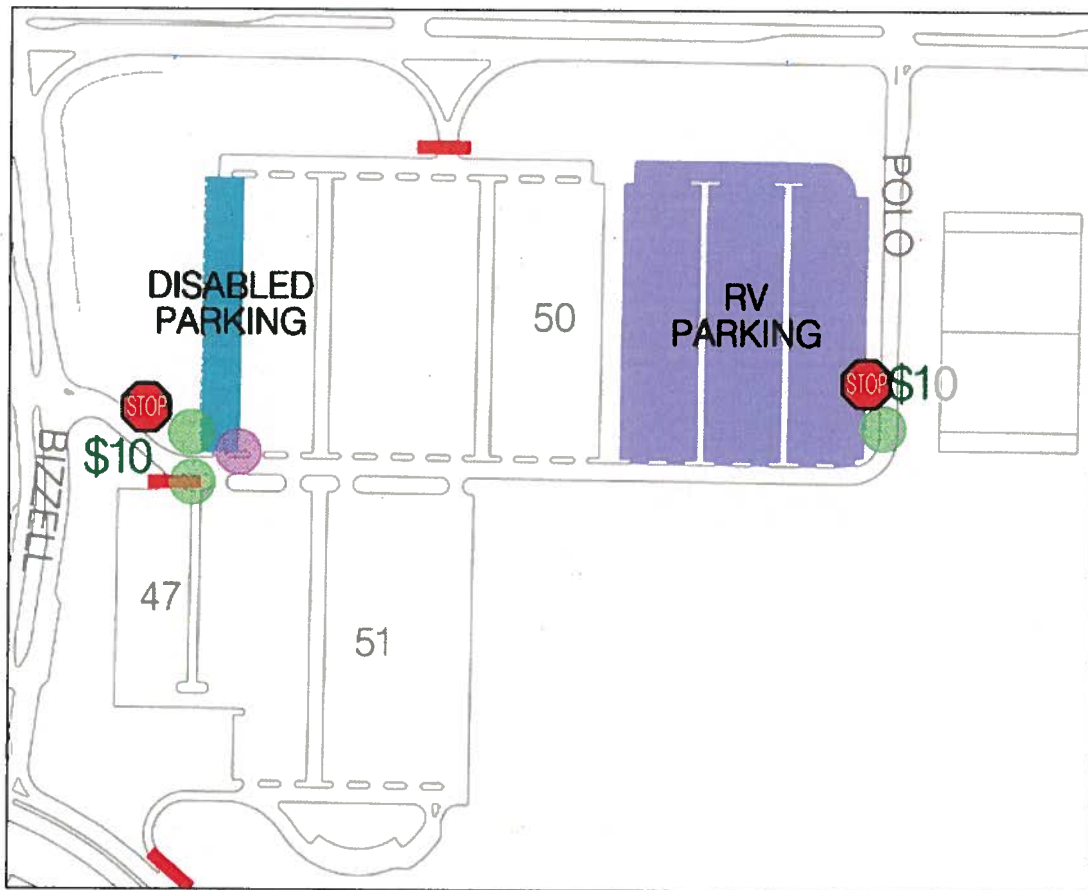 POLO
DISABLED
PARKING
50
RV
PARKING
STOP
$10
STOP
$10
BIZZELL
47
51